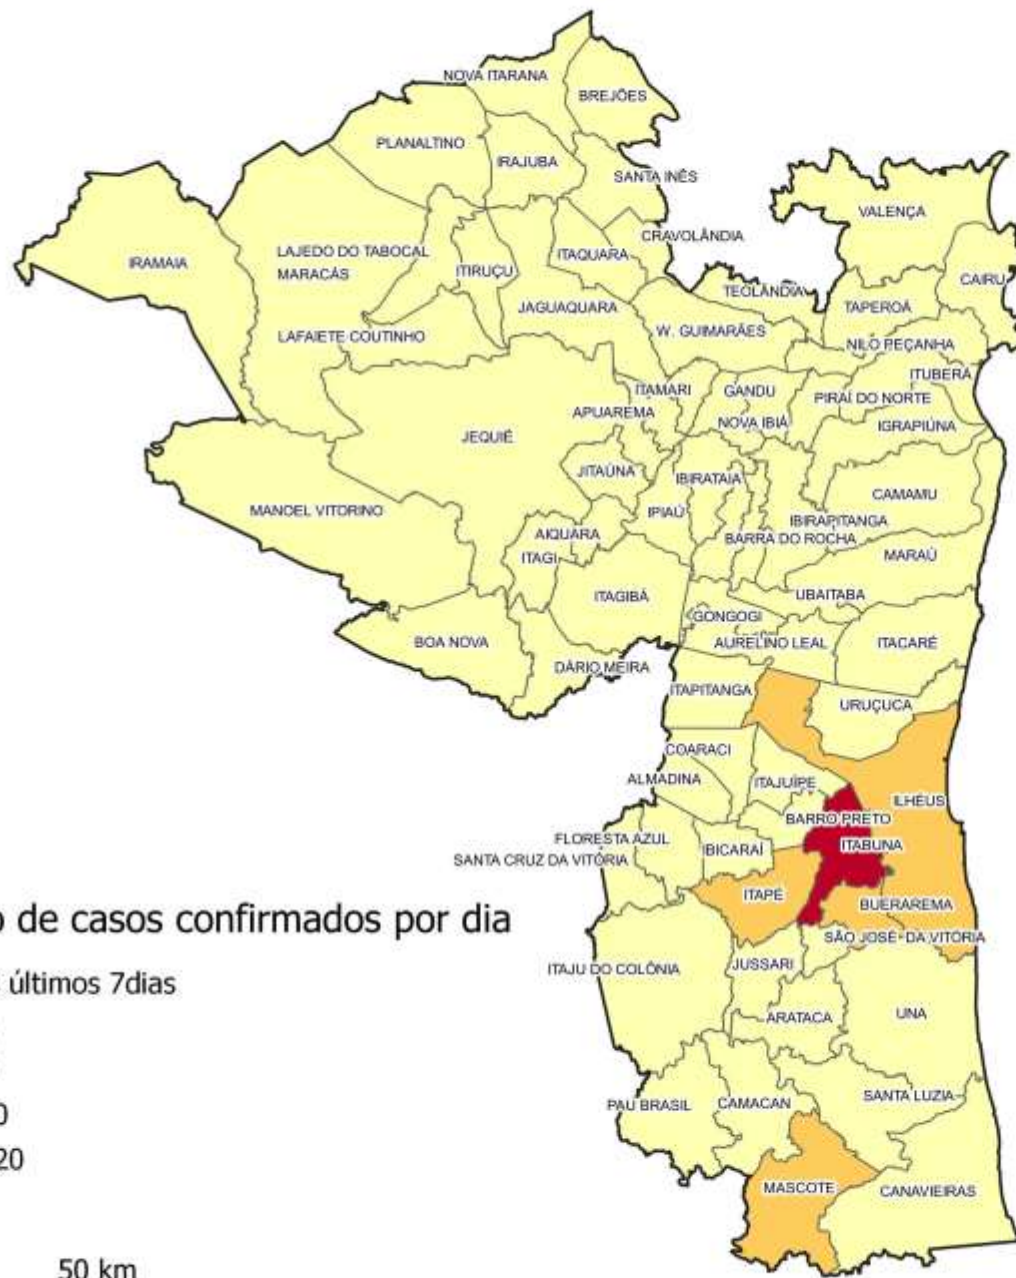 NOVA ITARANA
BREJÕES
PLANALTINO
IRAJUBA
SANTA INÊS
VALENÇA
CRAVOLÂNDIA
LAJEDO DO TABOCAL
ITAQUARA
IRAMAIA
MARACÁS
ITIRUÇU
CAIRU
TEOLÂNDIA
JAGUAQUARA
TAPEROÁ
W. GUIMARÃES
LAFAIETE COUTINHO
NILO PEÇANHA
ITUBERÁ
ITAMARI
GANDU
PIRAÍ DO NORTE
APUAREMA
NOVA IBIÁ
IGRAPIÚNA
JEQUIÉ
JITAÚNA
IBIRATAIA
CAMAMU
MANOEL VITORINO
IPIAÚ
IBIRAPITANGA
AIQUARA
BARRA DO ROCHA
ITAGI
MARAÚ
ITAGIBÁ
UBAITABA
GONGOGI
BOA NOVA
AURELINO LEAL
ITACARÉ
DÁRIO MEIRA
ITAPITANGA
URUÇUCA
COARACI
ALMADINA
ITAJUÍPE
ILHÉUS
BARRO PRETO
FLORESTA AZUL
ITABUNA
IBICARAÍ
SANTA CRUZ DA VITÓRIA
ITAPÉ
BUERAREMA
o de casos confirmados por dia
SÃO JOSÉ DA VITÓRIA
ITAJU DO COLÔNIA
JUSSARI
últimos 7dias
ARATACA
UNA
SANTA LUZIA
PAU BRASIL
CAMACAN
0
20
MASCOTE
CANAVIEIRAS
50 km